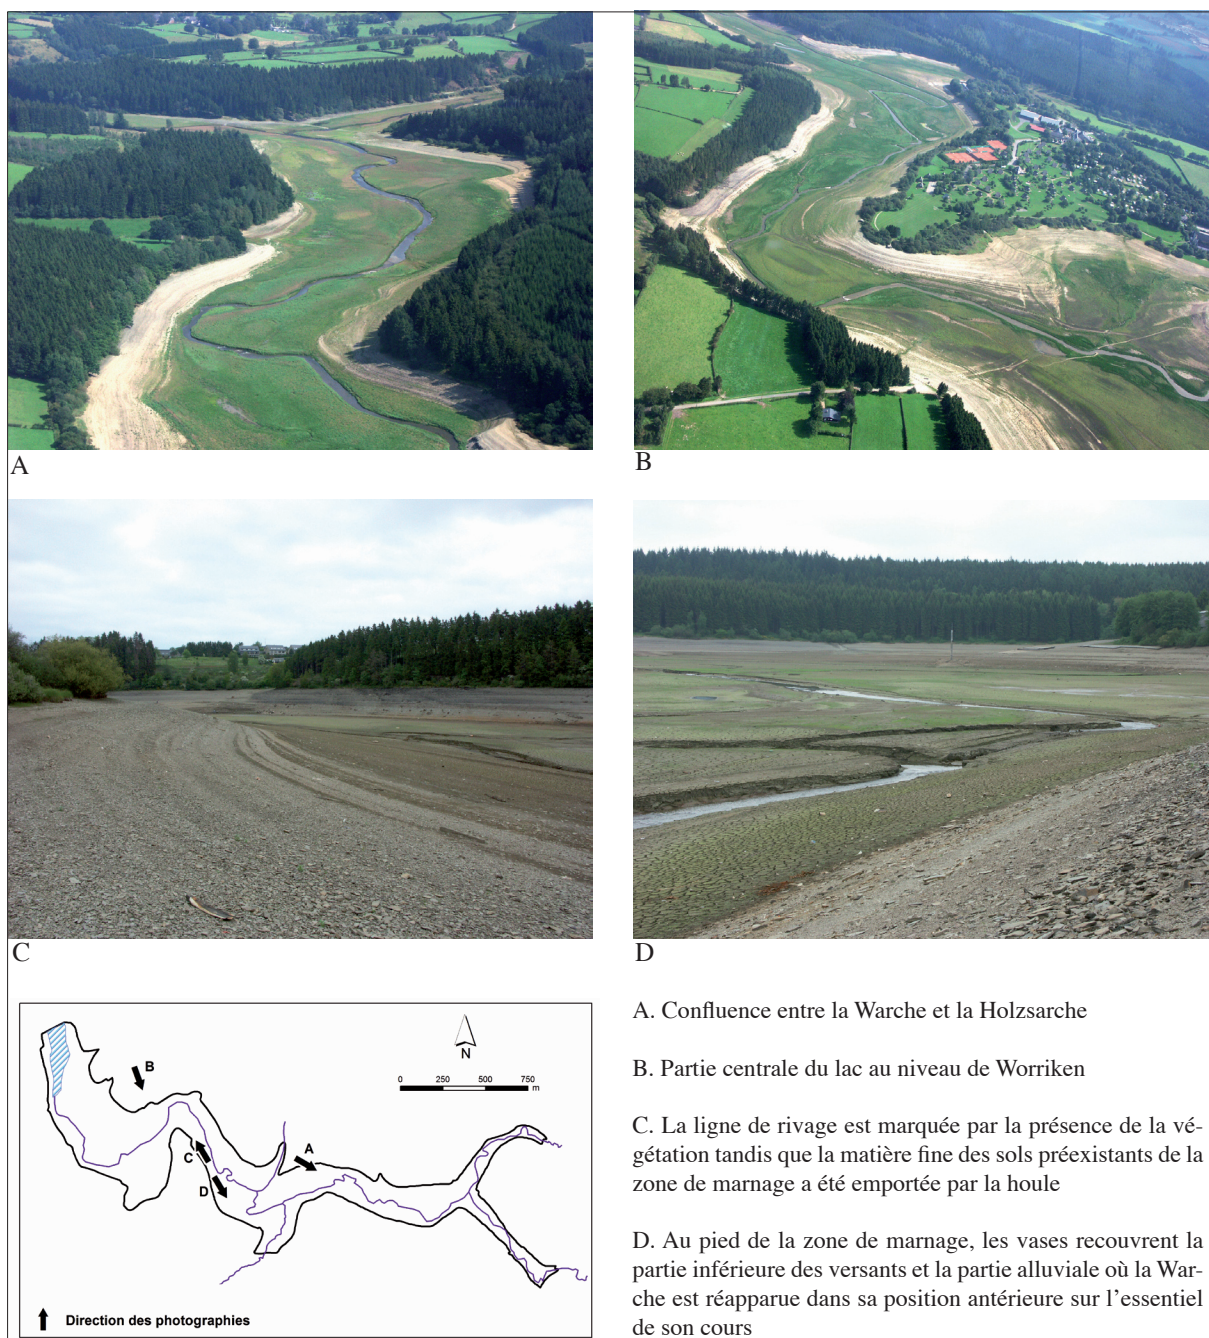 A
B
C
D
B
A
C
D
N
0 250 500 750
m
Direction des photographies
A. Confluence entre la Warche et la Holzsarche
B. Partie centrale du lac au niveau de Worriken
C. La ligne de rivage est marquée par la présence de la vé-
gétation tandis que la matière fine des sols préexistants de la
zone de marnage a été emportée par la houle
D. Au pied de la zone de marnage, les vases recouvrent la
partie inférieure des versants et la partie alluviale où la War-
che est réapparue dans sa position antérieure sur l'essentiel
de son cours